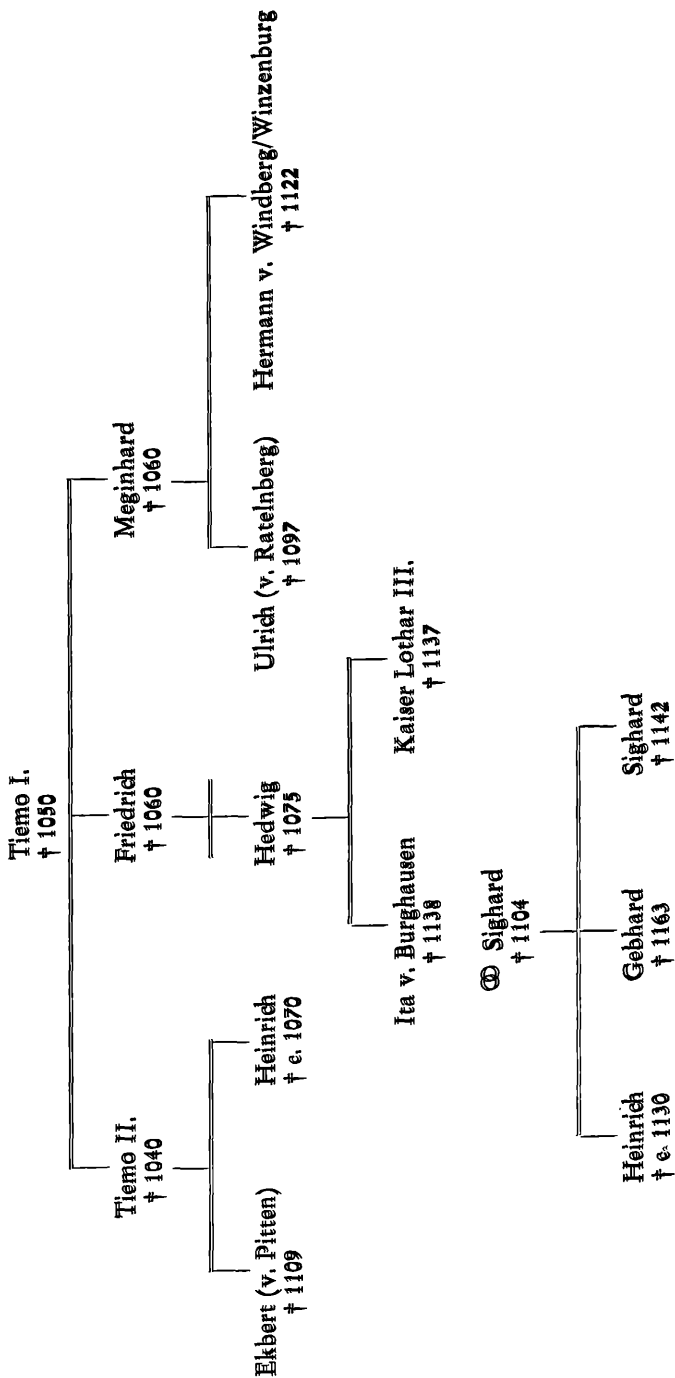 Tiemo I.
† 1050
Tiemo II.
† 1040
Friedrich
† 1060
Meginhard
† 1060
Ekbert (v. Pitten)
† 1109
Heinrich
† c. 1070
Hedwig
† 1075
Ulrich (v. Ratelnberg)
† 1097
Hermann v. Windberg/Winzenburg
† 1122
Ita v. Burghausen
† 1138
Kaiser Lothar III.
† 1137
⚭ Sighard
† 1104
Heinrich
† c. 1130
Gebhard
† 1163
Sighard
† 1142